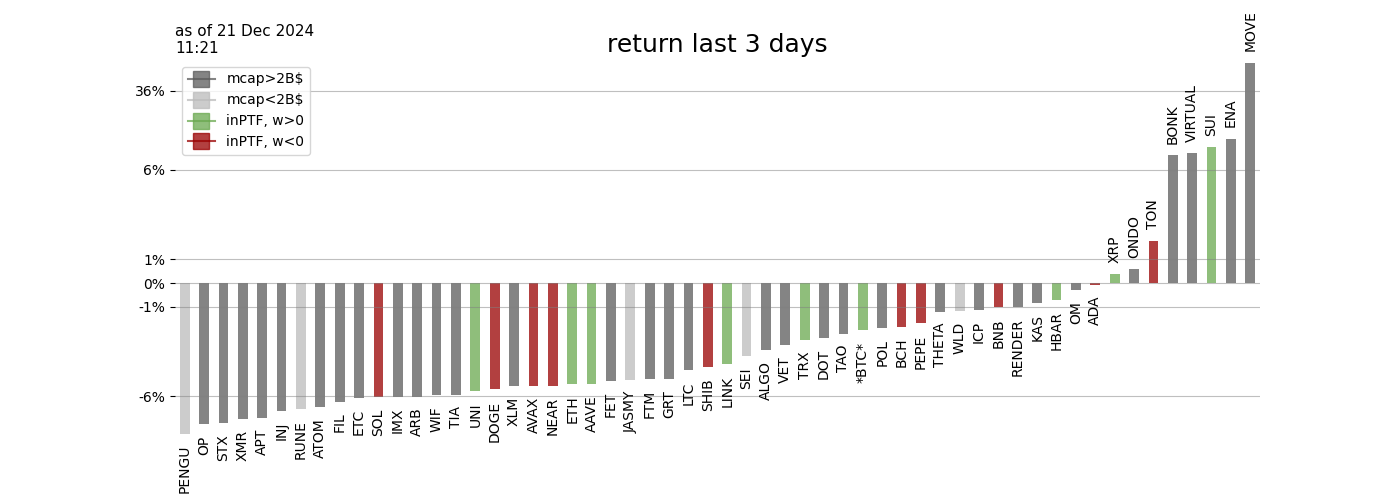 as of 21 Dec 2024
11:21
return last 3 days
mcap>2B$
mcap<2B$
inPTF, w>0
inPTF, w<0
36%
6%
1%
0%
-1%
-6%
PENGU
OP
STX
XMR
APT
INJ
RUNE
ATOM
FIL
ETC
SOL
IMX
ARB
WIF
TIA
UNI
DOGE
XLM
AVAX
NEAR
ETH
AAVE
FET
JASMY
FTM
GRT
LTC
SHIB
LINK
SEI
ALGO
VET
TRX
DOT
TAO
*BTC*
POL
BCH
PEPE
THETA
WLD
ICP
BNB
RENDER
KAS
HBAR
OM
ADA
XRP
ONDO
TON
BONK
VIRTUAL
SUI
ENA
MOVE